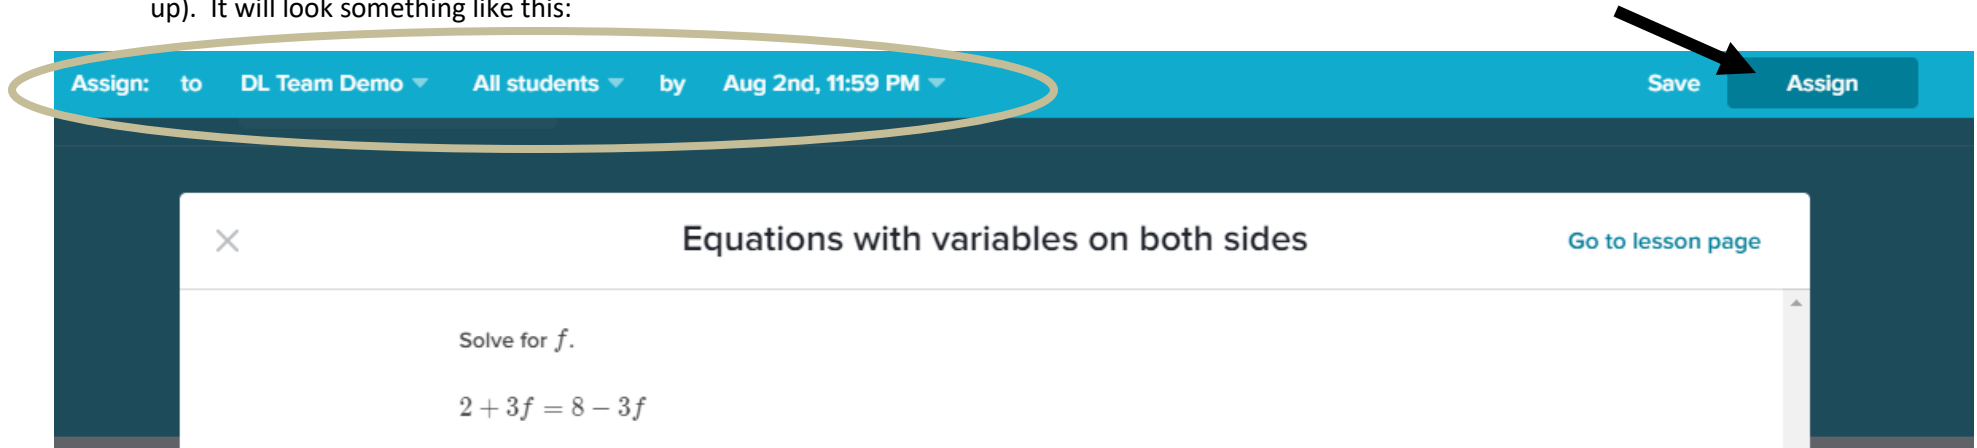 up). It will look something like this:
Assign: to DL Team Demo All students by Aug 2nd, 11:59 PM Save Assign
Equations with variables on both sides Go to lesson page
Solve for f.
2 + 3f = 8 − 3f